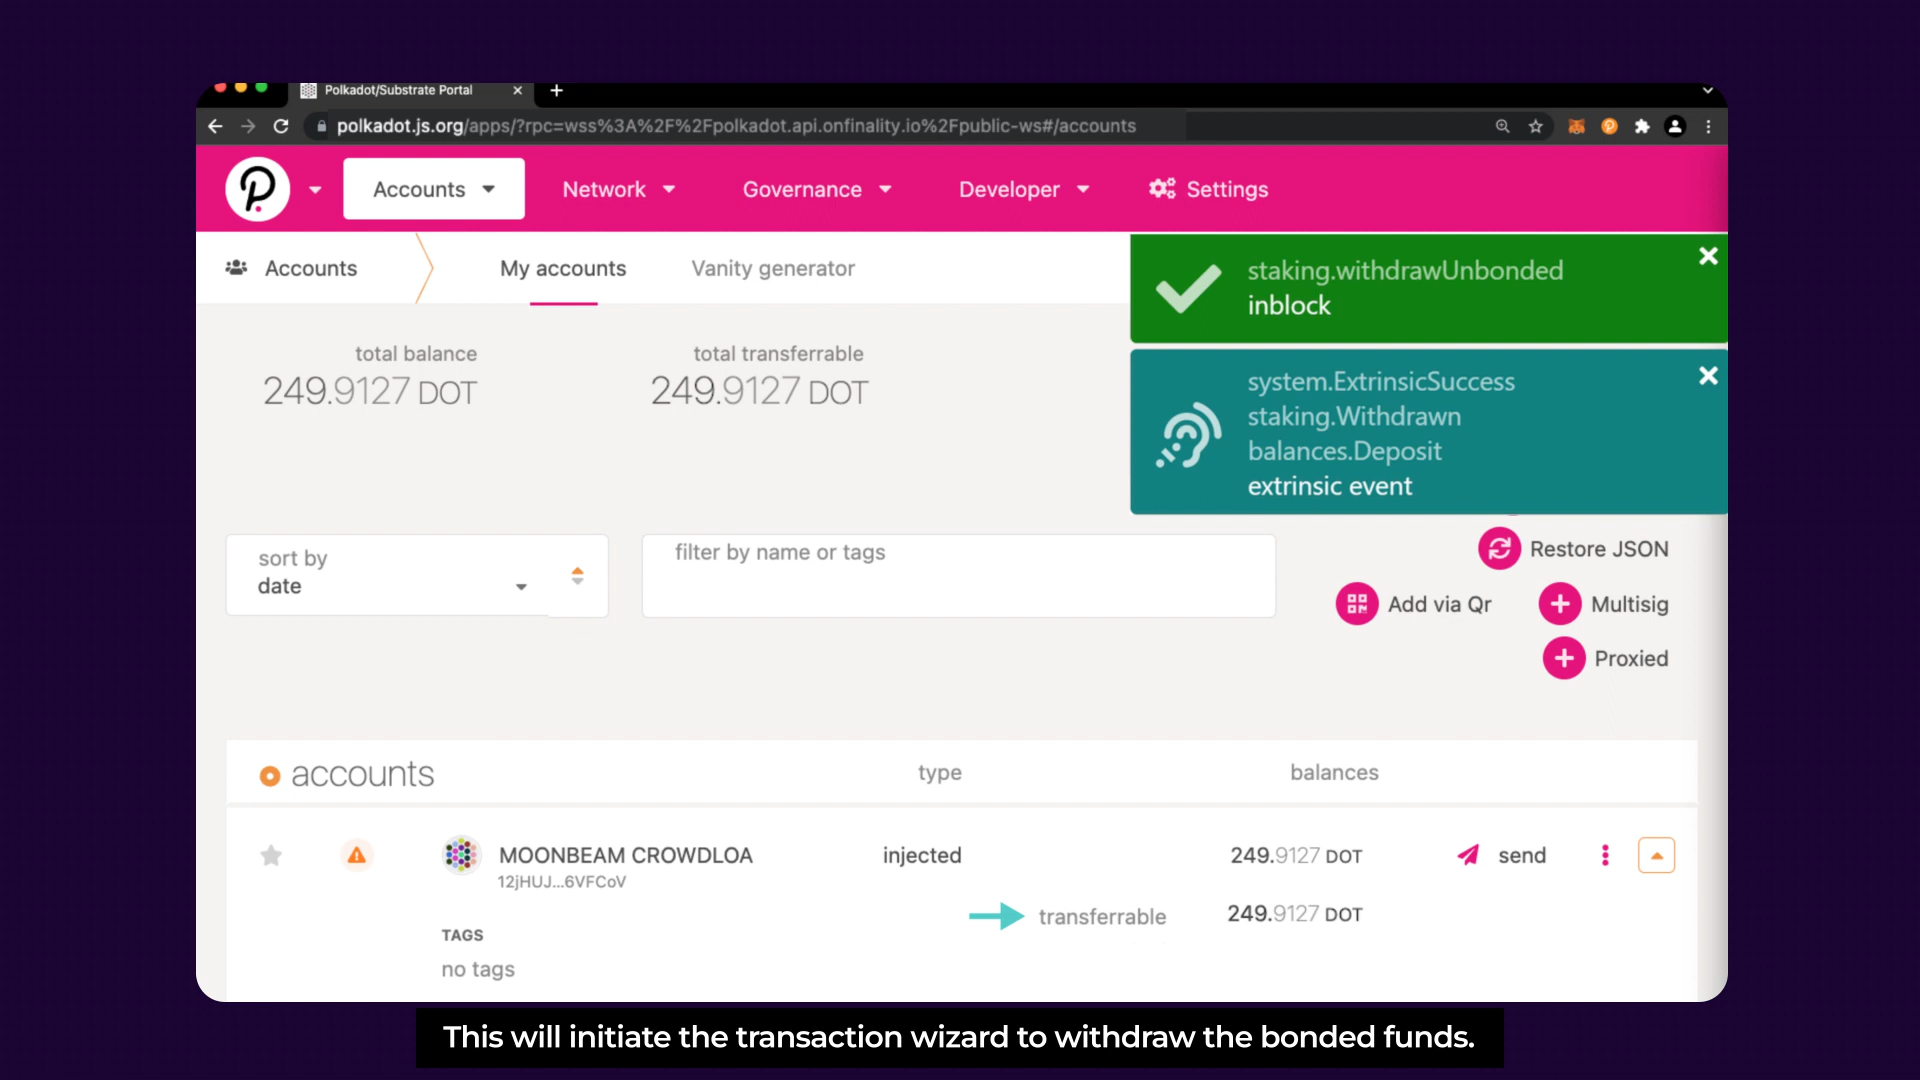 Polkadot/Substrate Portal
polkadot.js.org/apps/?rpc=wss%3A%2F%2Fpolkadot.api.onfinality.io%2Fpublic-ws#/accounts
Accounts Network Governance Developer Settings
Accounts My accounts Vanity generator
staking.withdrawUnbonded
inblock
total balance
249.9127 DOT
total transferrable
249.9127 DOT
system.ExtrinsicSuccess
staking.Withdrawn
balances.Deposit
extrinsic event
sort by
date
filter by name or tags
Restore JSON
Add via Qr Multisig
Proxied
accounts type balances
MOONBEAM CROWDLOA injected 249.9127 DOT send
12jHUJ...6VFCoV
transferrable 249.9127 DOT
TAGS
no tags
This will initiate the transaction wizard to withdraw the bonded funds.